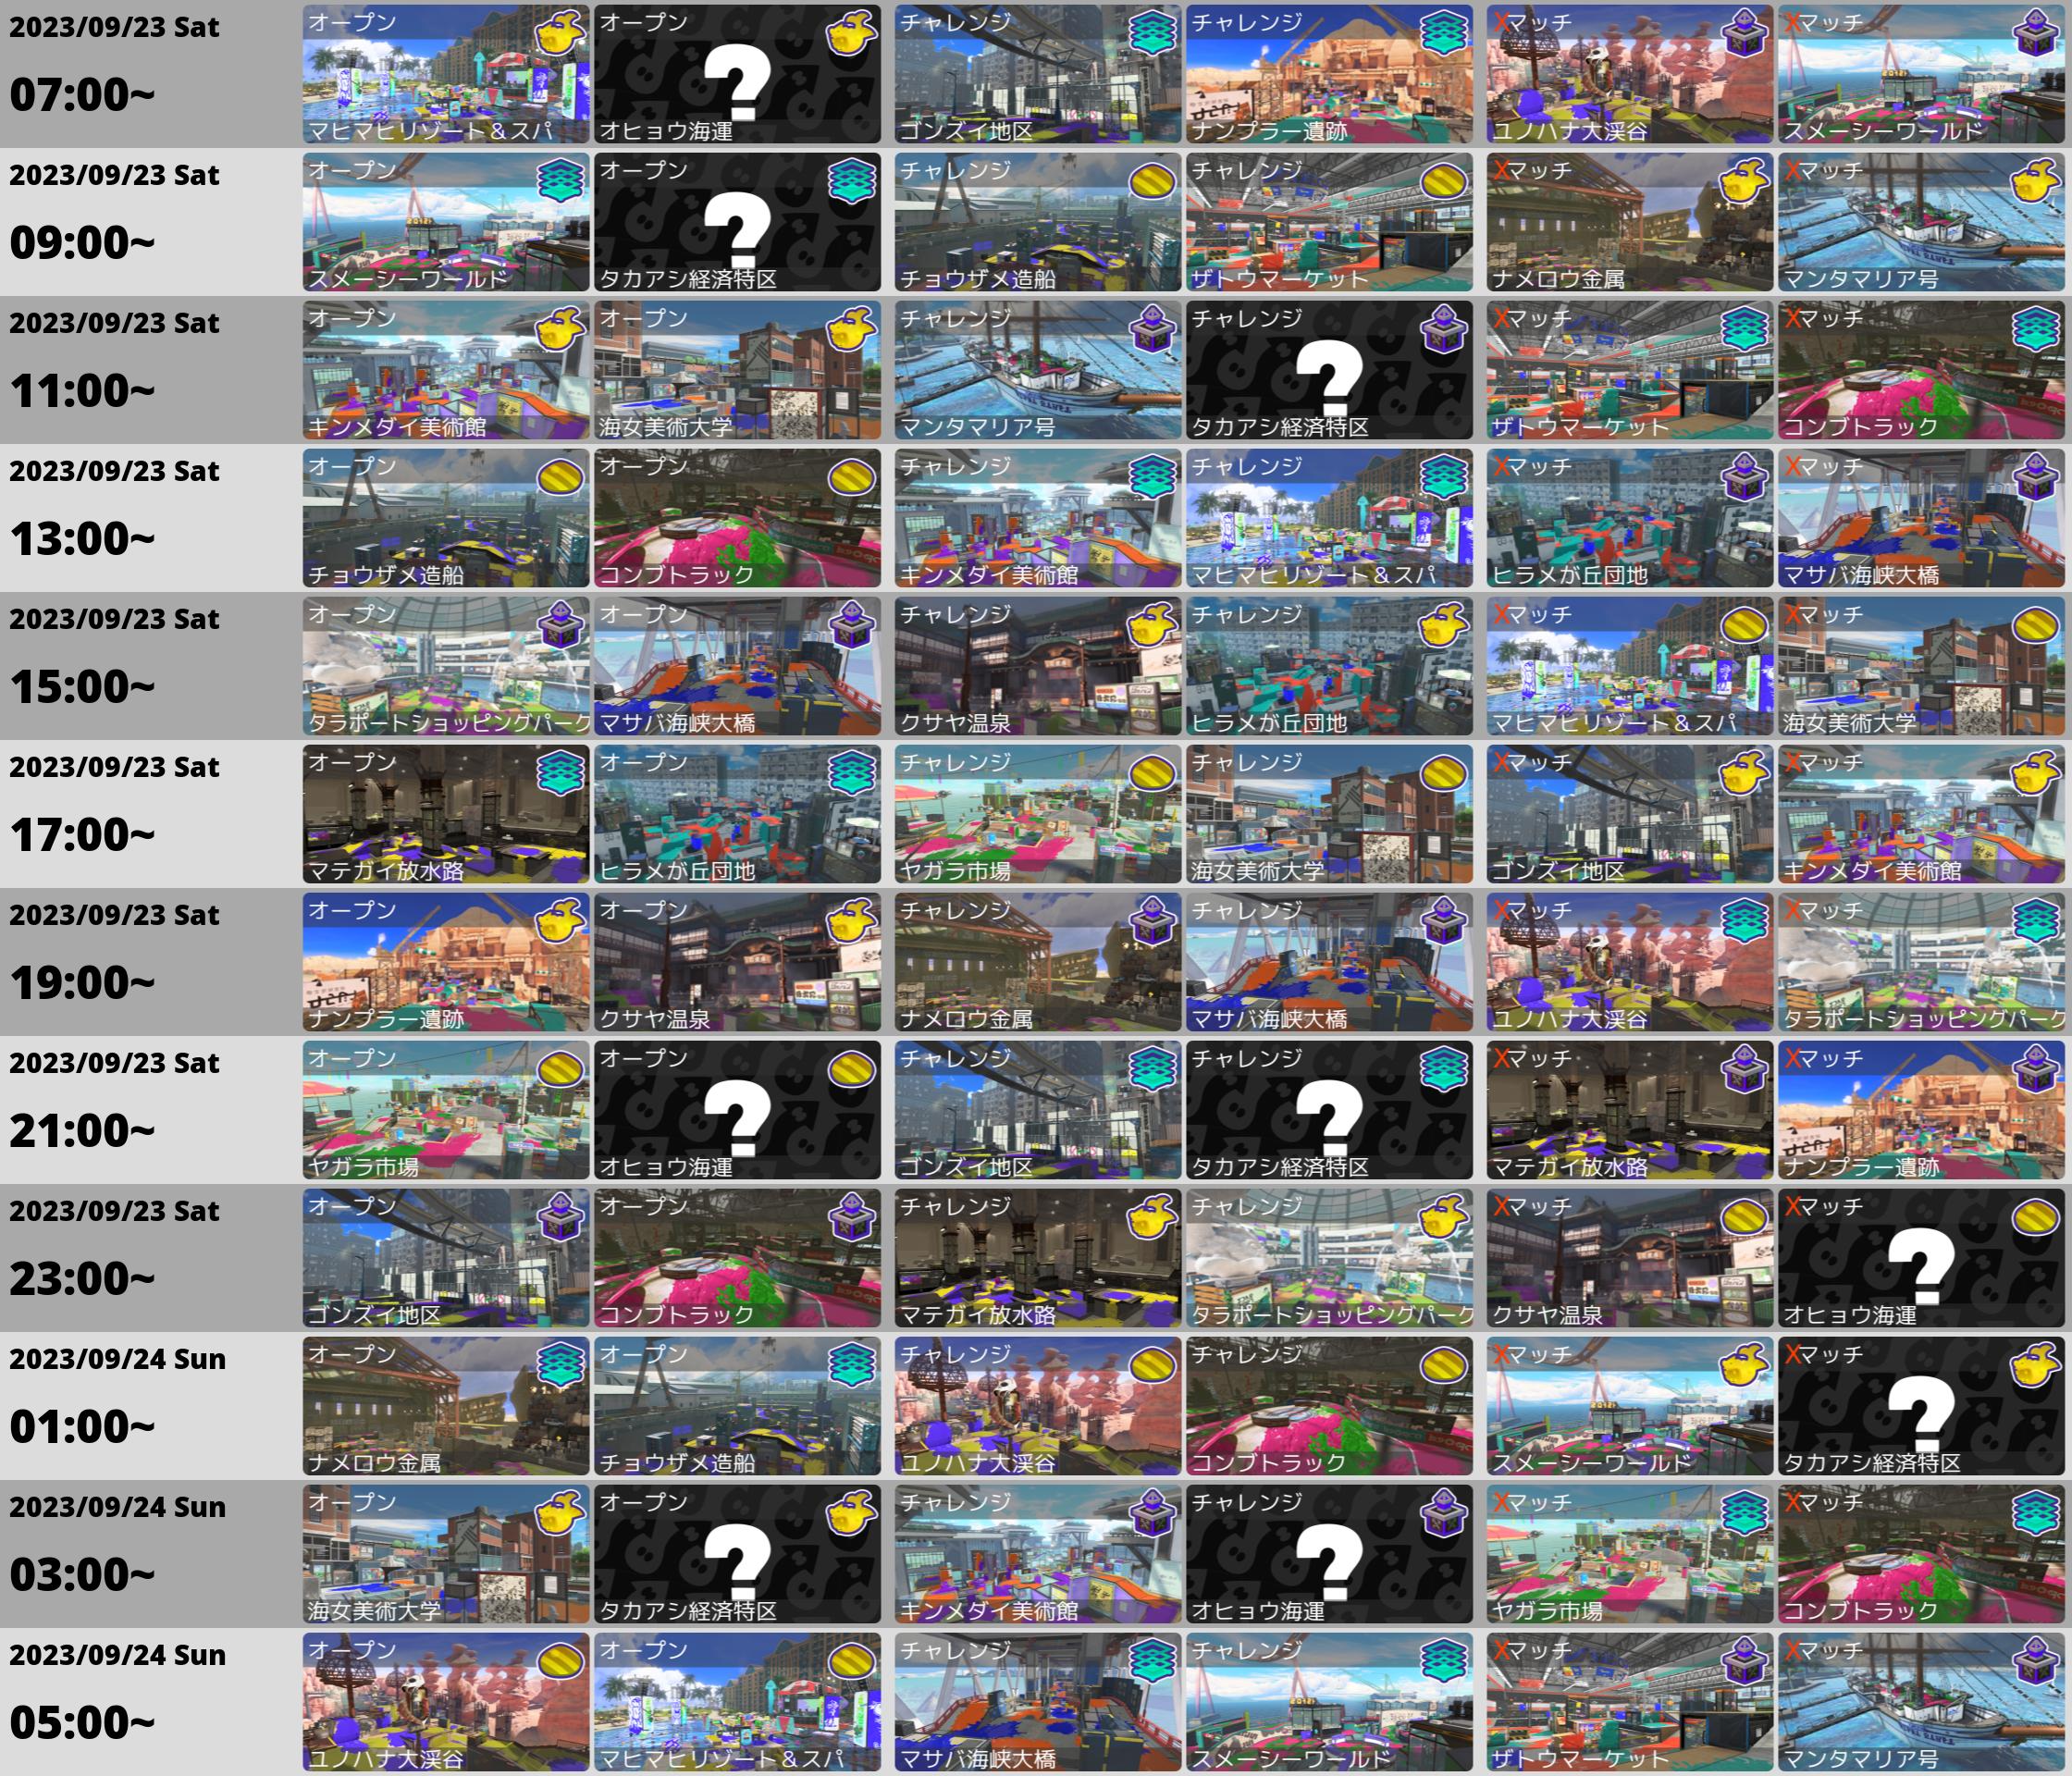 2023/09/23 Sat
07:00~
オープン
マヒマヒリゾート＆スパ
オープン
オヒョウ海運
チャレンジ
ゴンズイ地区
チャレンジ
ナンプラー遺跡
Xマッチ
ユノハナ大渓谷
Xマッチ
スメーシーワールド
2023/09/23 Sat
09:00~
オープン
スメーシーワールド
オープン
タカアシ経済特区
チャレンジ
チョウザメ造船
チャレンジ
ザトウマーケット
Xマッチ
ナメロウ金属
Xマッチ
マンタマリア号
2023/09/23 Sat
11:00~
オープン
キンメダイ美術館
オープン
海女美術大学
チャレンジ
マンタマリア号
チャレンジ
タカアシ経済特区
Xマッチ
ザトウマーケット
Xマッチ
コンブトラック
2023/09/23 Sat
13:00~
オープン
チョウザメ造船
オープン
コンブトラック
チャレンジ
キンメダイ美術館
チャレンジ
マヒマヒリゾート＆スパ
Xマッチ
ヒラメが丘団地
Xマッチ
マサバ海峡大橋
2023/09/23 Sat
15:00~
オープン
タラポートショッピングパーク
オープン
マサバ海峡大橋
チャレンジ
クサヤ温泉
チャレンジ
ヒラメが丘団地
Xマッチ
マヒマヒリゾート＆スパ
Xマッチ
海女美術大学
2023/09/23 Sat
17:00~
オープン
マテガイ放水路
オープン
ヒラメが丘団地
チャレンジ
ヤガラ市場
チャレンジ
海女美術大学
Xマッチ
ゴンズイ地区
Xマッチ
キンメダイ美術館
2023/09/23 Sat
19:00~
オープン
ナンプラー遺跡
オープン
クサヤ温泉
チャレンジ
ナメロウ金属
チャレンジ
マサバ海峡大橋
Xマッチ
ユノハナ大渓谷
Xマッチ
タラポートショッピングパーク
2023/09/23 Sat
21:00~
オープン
ヤガラ市場
オープン
オヒョウ海運
チャレンジ
ゴンズイ地区
チャレンジ
タカアシ経済特区
Xマッチ
マテガイ放水路
Xマッチ
ナンプラー遺跡
2023/09/23 Sat
23:00~
オープン
ゴンズイ地区
オープン
コンブトラック
チャレンジ
マテガイ放水路
チャレンジ
タラポートショッピングパーク
Xマッチ
クサヤ温泉
Xマッチ
オヒョウ海運
2023/09/24 Sun
01:00~
オープン
ナメロウ金属
オープン
チョウザメ造船
チャレンジ
ユノハナ大渓谷
チャレンジ
コンブトラック
Xマッチ
スメーシーワールド
Xマッチ
タカアシ経済特区
2023/09/24 Sun
03:00~
オープン
海女美術大学
オープン
タカアシ経済特区
チャレンジ
キンメダイ美術館
チャレンジ
オヒョウ海運
Xマッチ
ヤガラ市場
Xマッチ
コンブトラック
2023/09/24 Sun
05:00~
オープン
ユノハナ大渓谷
オープン
マヒマヒリゾート＆スパ
チャレンジ
マサバ海峡大橋
チャレンジ
スメーシーワールド
Xマッチ
ザトウマーケット
Xマッチ
マンタマリア号